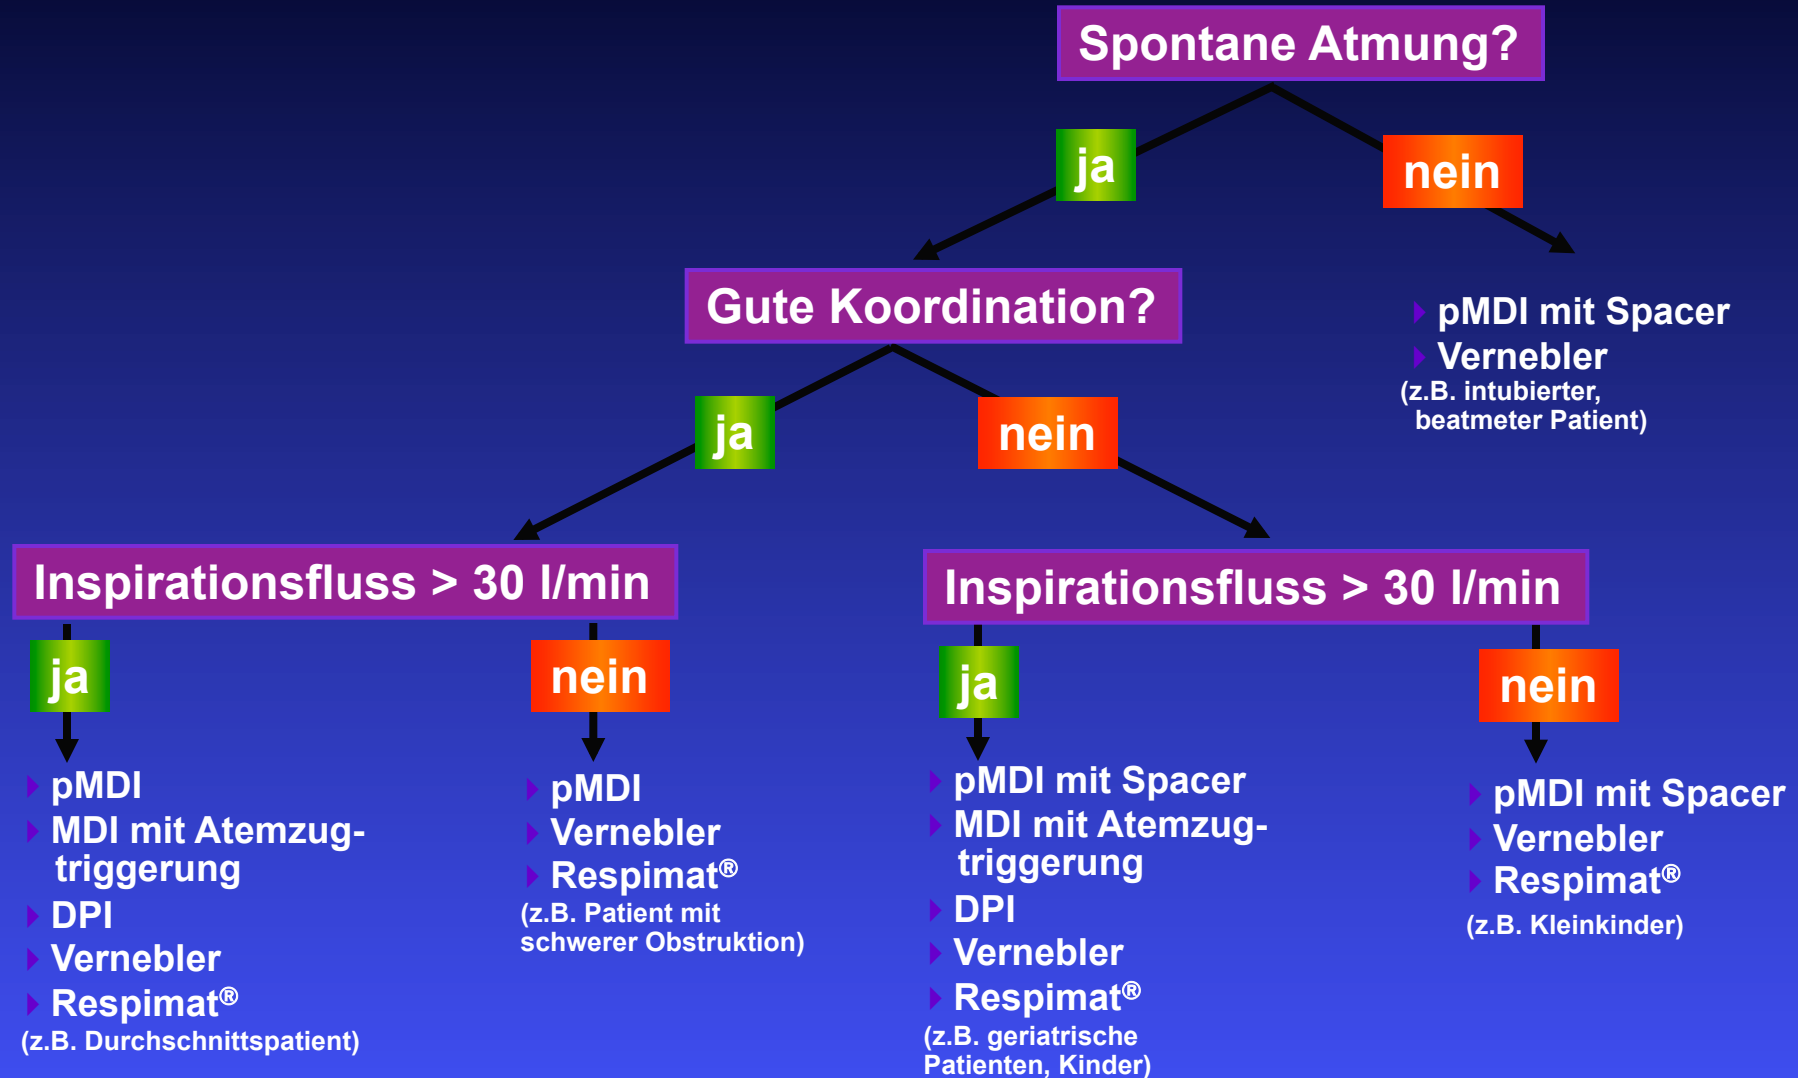 Spontane Atmung?
ja
nein
Gute Koordination?
pMDI mit Spacer
Vernebler
(z.B. intubierter,
beatmeter Patient)
ja
nein
Inspirationsfluss > 30 l/min
Inspirationsfluss > 30 l/min
ja
nein
ja
nein
pMDI
MDI mit Atemzug-
triggerung
DPI
Vernebler
Respimat®
(z.B. Durchschnittspatient)
pMDI
Vernebler
Respimat®
(z.B. Patient mit
schwerer Obstruktion)
pMDI mit Spacer
MDI mit Atemzug-
triggerung
DPI
Vernebler
Respimat®
(z.B. geriatrische
Patienten, Kinder)
pMDI mit Spacer
Vernebler
Respimat®
(z.B. Kleinkinder)